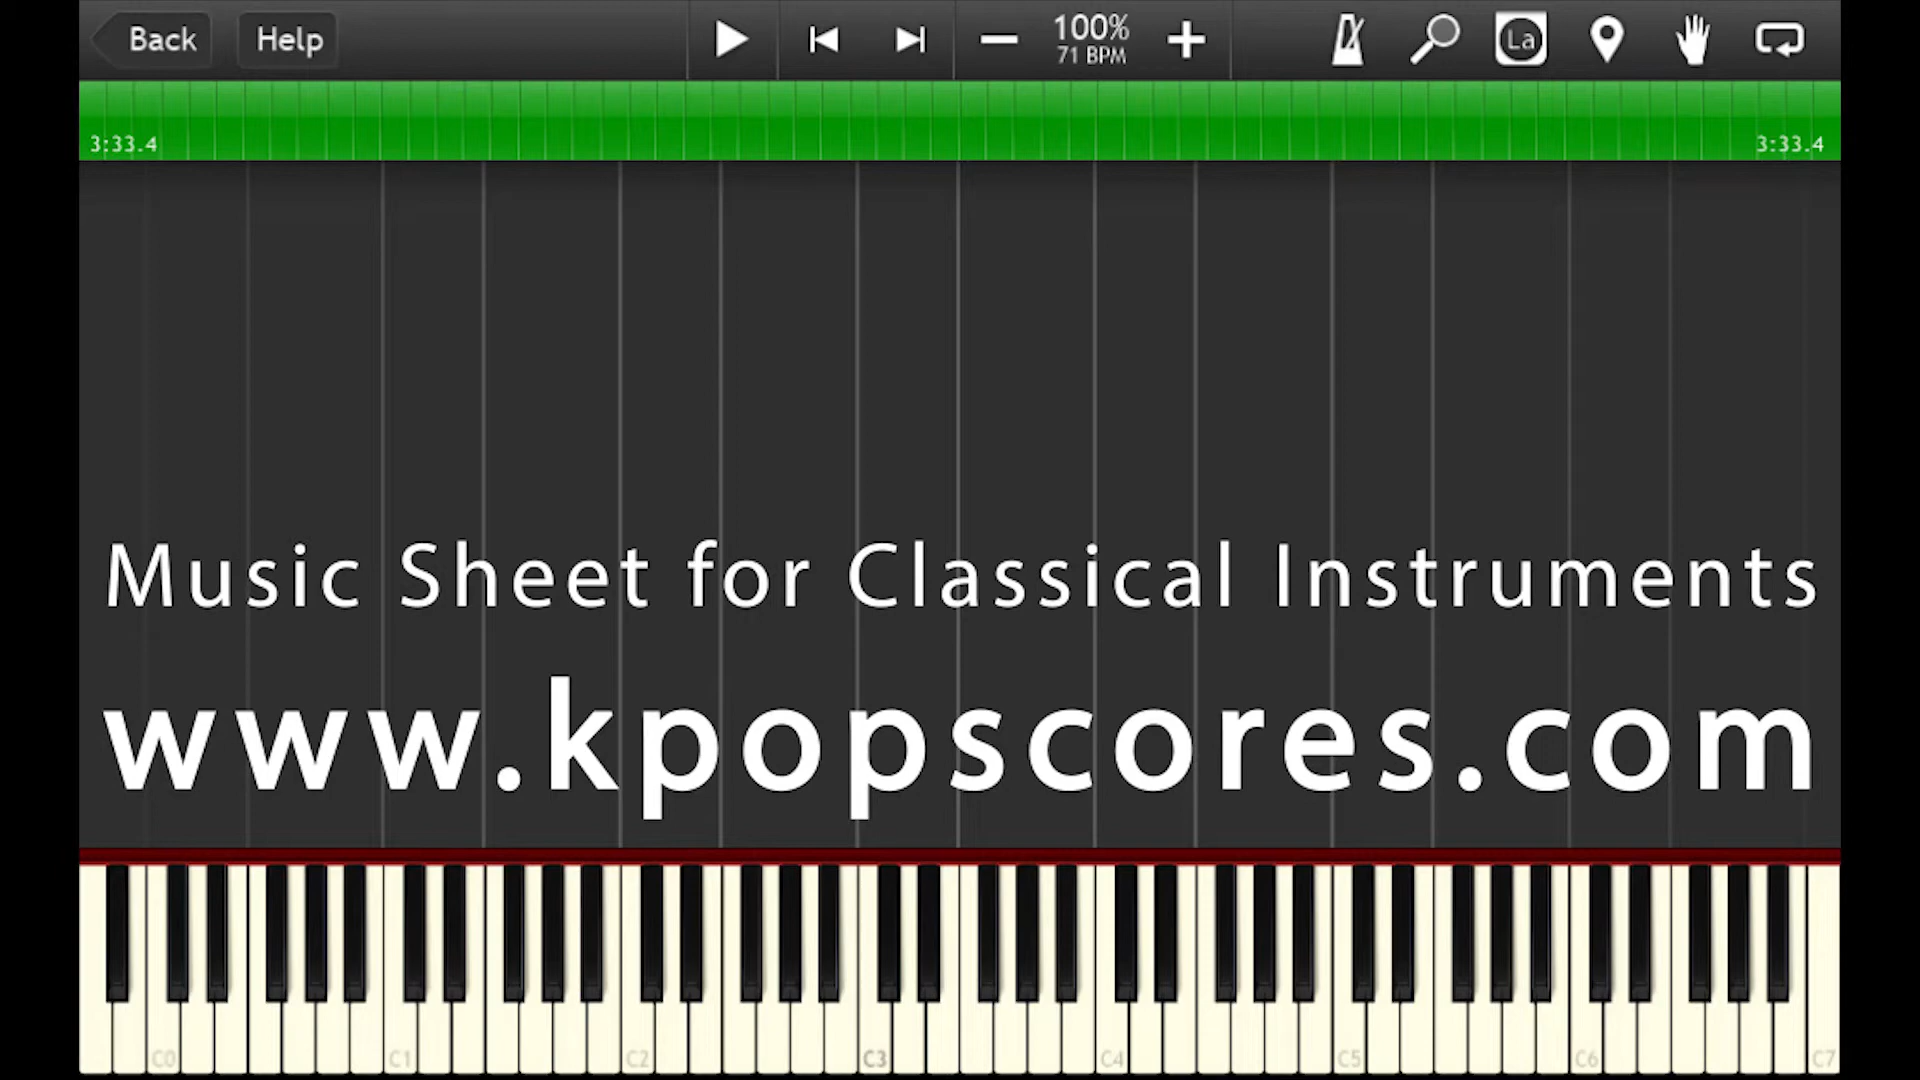 Back Help 100%
71 BPM La
3:33.4 3:33.4
Music Sheet for Classical Instruments
www.kpopscores.com
C0 C1 C2 C3 C4 C5 C6 C7